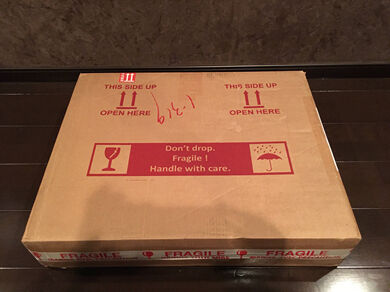 THIS SIDE UP
OPEN HERE
THIS SIDE UP
OPEN HERE
Don't drop.
Fragile !
Handle with care.
FRAGILE
FRAGILE
FRAGILE